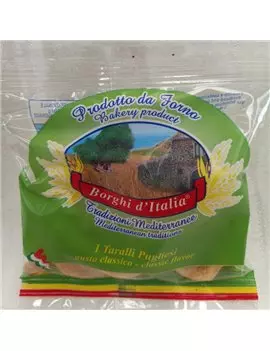 Prodotto da Forno
Bakery product
Borghi d'Italia
Tradizioni Mediterranee
Mediterranean traditions
I Taralli Pugliesi
gusto classico - classic flavor